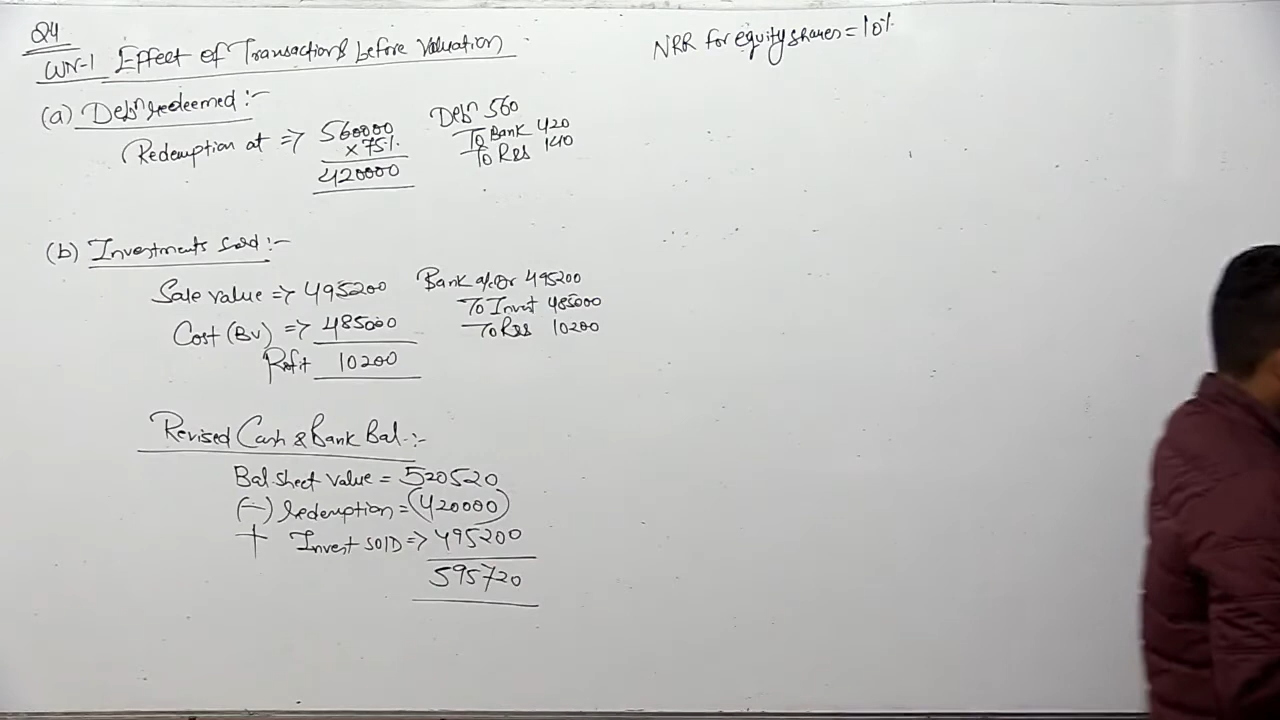 Q4
WN-1 Effect of Transactions before Valuation
NRR for equity shares = 10%
(a) Debn redeemed :-
Redemption at => 560000
x 75%
420000
Debn 560
To Bank 420
To Res 140
(b) Investments sold :-
Sale value => 495200
Cost (BV) => 485000
Profit 10200
Bank a/c Dr 495200
To Invest 485000
To Res 10200
Revised Cash & Bank Bal :-
Bal sheet value = 520520
(-) Redemption = (420000)
+ Invest SOLD => 495200
595720